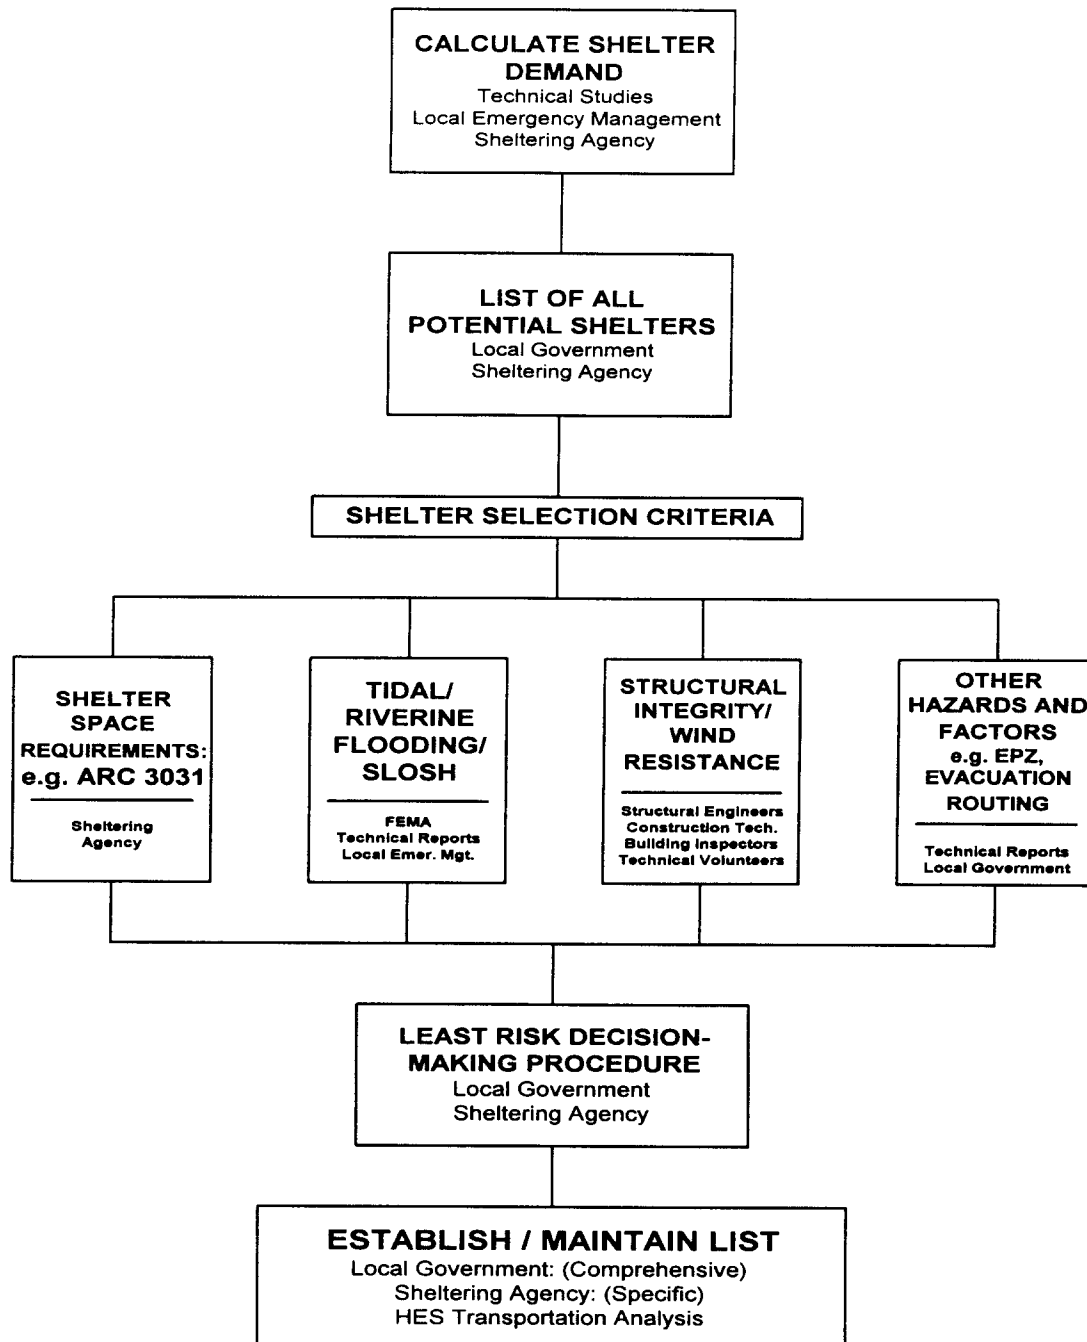 CALCULATE SHELTER
DEMAND
Technical Studies
Local Emergency Management
Sheltering Agency
LIST OF ALL
POTENTIAL SHELTERS
Local Government
Sheltering Agency
SHELTER SELECTION CRITERIA
SHELTER
SPACE
REQUIREMENTS:
e.g. ARC 3031
Sheltering
Agency
TIDAL/
RIVERINE
FLOODING/
SLOSH
FEMA
Technical Reports
Local Emer. Mgt.
STRUCTURAL
INTEGRITY/
WIND
RESISTANCE
Structural Engineers
Construction Tech.
Building Inspectors
Technical Volunteers
OTHER
HAZARDS AND
FACTORS
e.g. EPZ,
EVACUATION
ROUTING
Technical Reports
Local Government
LEAST RISK DECISION-
MAKING PROCEDURE
Local Government
Sheltering Agency
ESTABLISH / MAINTAIN LIST
Local Government: (Comprehensive)
Sheltering Agency: (Specific)
HES Transportation Analysis